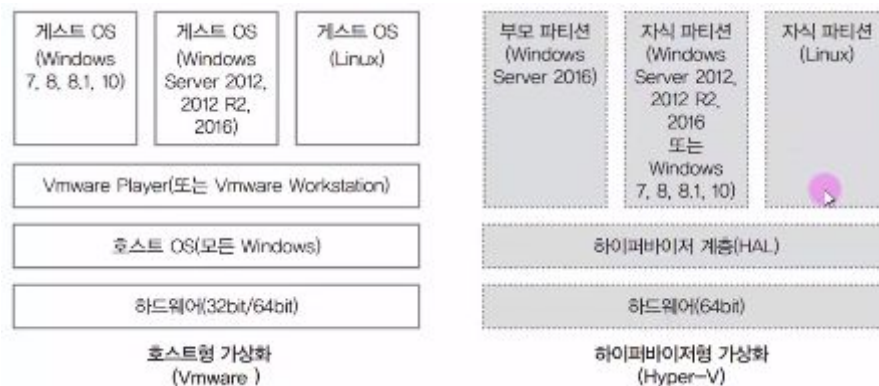 게스트 OS
(Windows
7, 8, 8.1, 10)
게스트 OS
(Windows
Server 2012,
2012 R2,
2016)
게스트 OS
(Linux)
Vmware Player(또는 Vmware Workstation)
호스트 OS(모든 Windows)
하드웨어(32bit/64bit)
호스트형 가상화
(Vmware )
부모 파티션
(Windows
Server 2016)
자식 파티션
(Windows
Server 2012,
2012 R2,
2016
또는
Windows
7, 8, 8.1, 10)
자식 파티션
(Linux)
하이퍼바이저 계층(HAL)
하드웨어(64bit)
하이퍼바이저형 가상화
(Hyper-V)